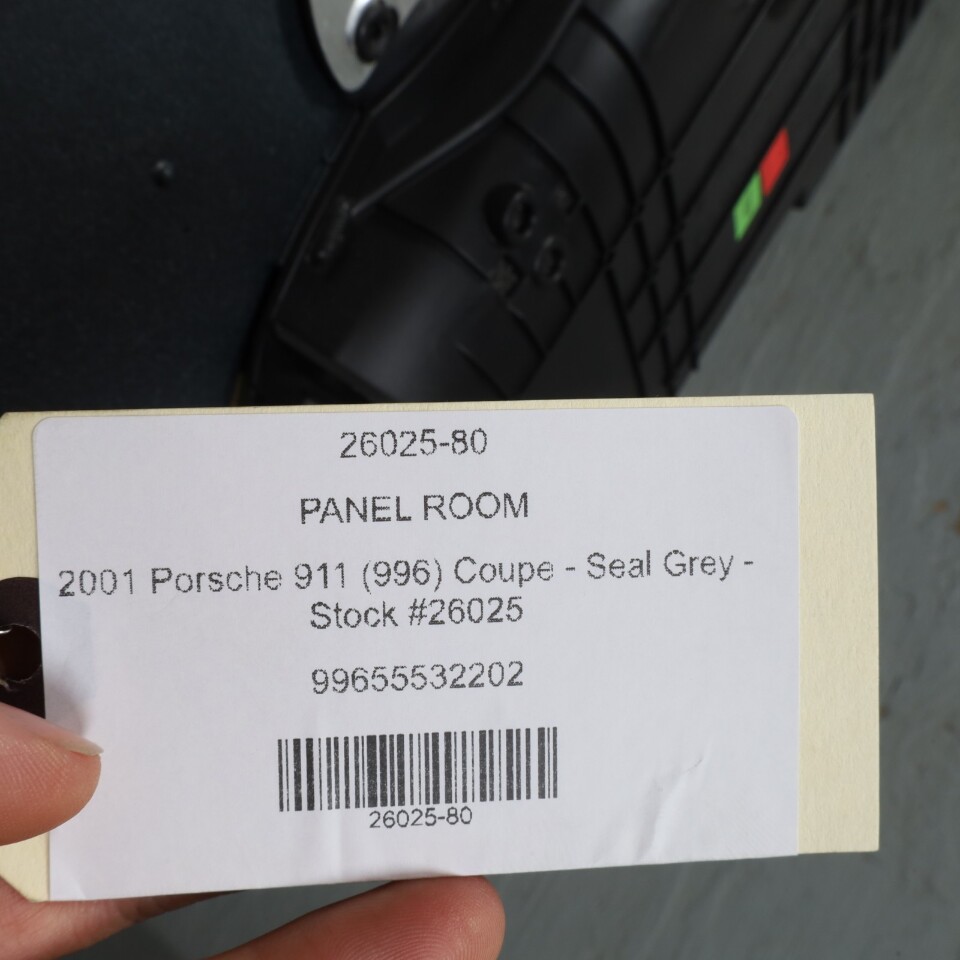 26025-80
PANEL ROOM
2001 Porsche 911 (996) Coupe - Seal Grey -
Stock #26025
99655532202
26025-80